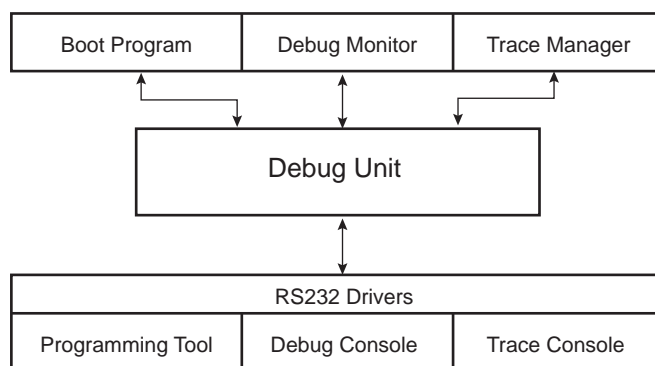 Boot Program
Debug Monitor
Trace Manager
Debug Unit
RS232 Drivers
Programming Tool
Debug Console
Trace Console